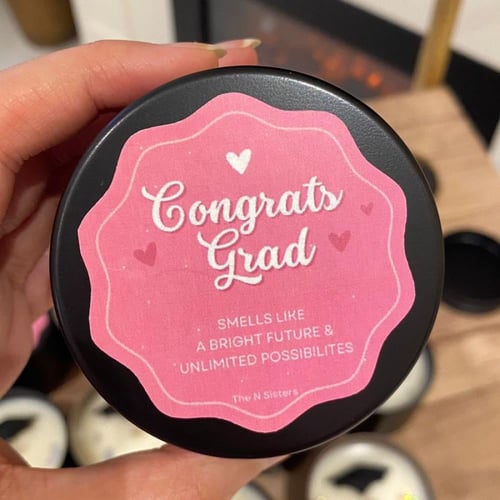 Congrats
Grad
SMELLS LIKE
A BRIGHT FUTURE &
UNLIMITED POSSIBILITES
The N Sisters